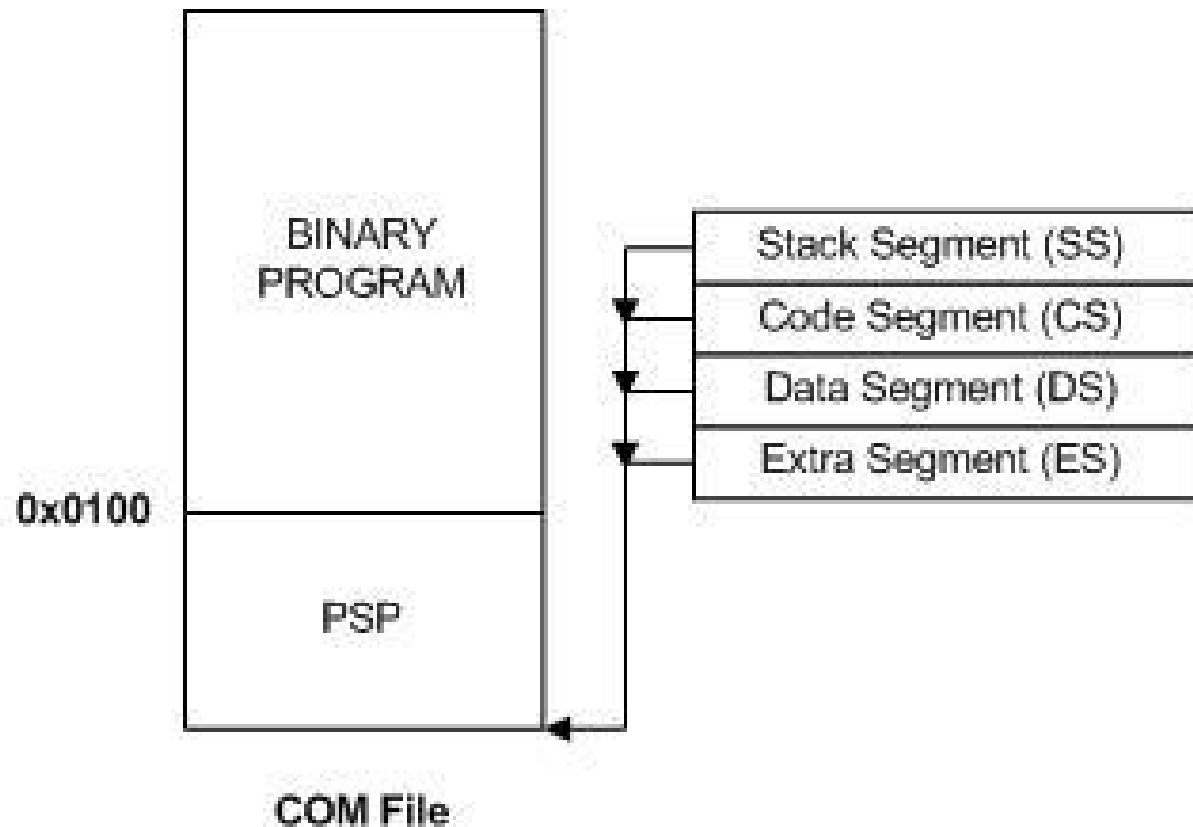 BINARY
PROGRAM
Stack Segment (SS)
Code Segment (CS)
Data Segment (DS)
Extra Segment (ES)
0x0100
PSP
COM File